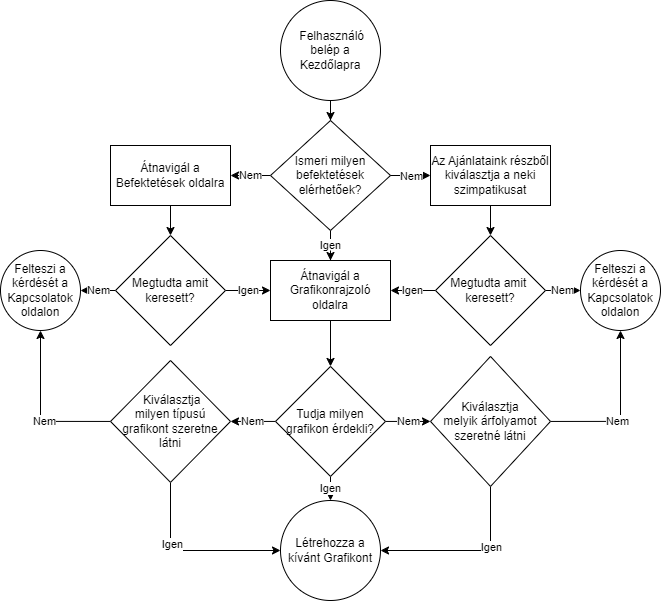 Felhasználó
belép a
Kezdőlapra
Ismeri milyen
befektetések
elérhetőek?
Nem
Nem
Igen
Átnavigál a
Befektetések oldalra
Az Ajánlataink részből
kiválasztja a neki
szimpatikusat
Felteszi a
kérdését a
Kapcsolatok
oldalon
Nem
Megtudta amit
keresett?
Igen
Átnavigál a
Grafikonrajzoló
oldalra
Igen
Megtudta amit
keresett?
Nem
Felteszi a
kérdését a
Kapcsolatok
oldalon
Nem
Kiválasztja
milyen típusú
grafikont szeretne
látni
Nem
Tudja milyen
grafikon érdekli?
Nem
Kiválasztja
melyik árfolyamot
szeretné látni
Nem
Igen
Igen
Igen
Létrehozza a
kívánt Grafikont